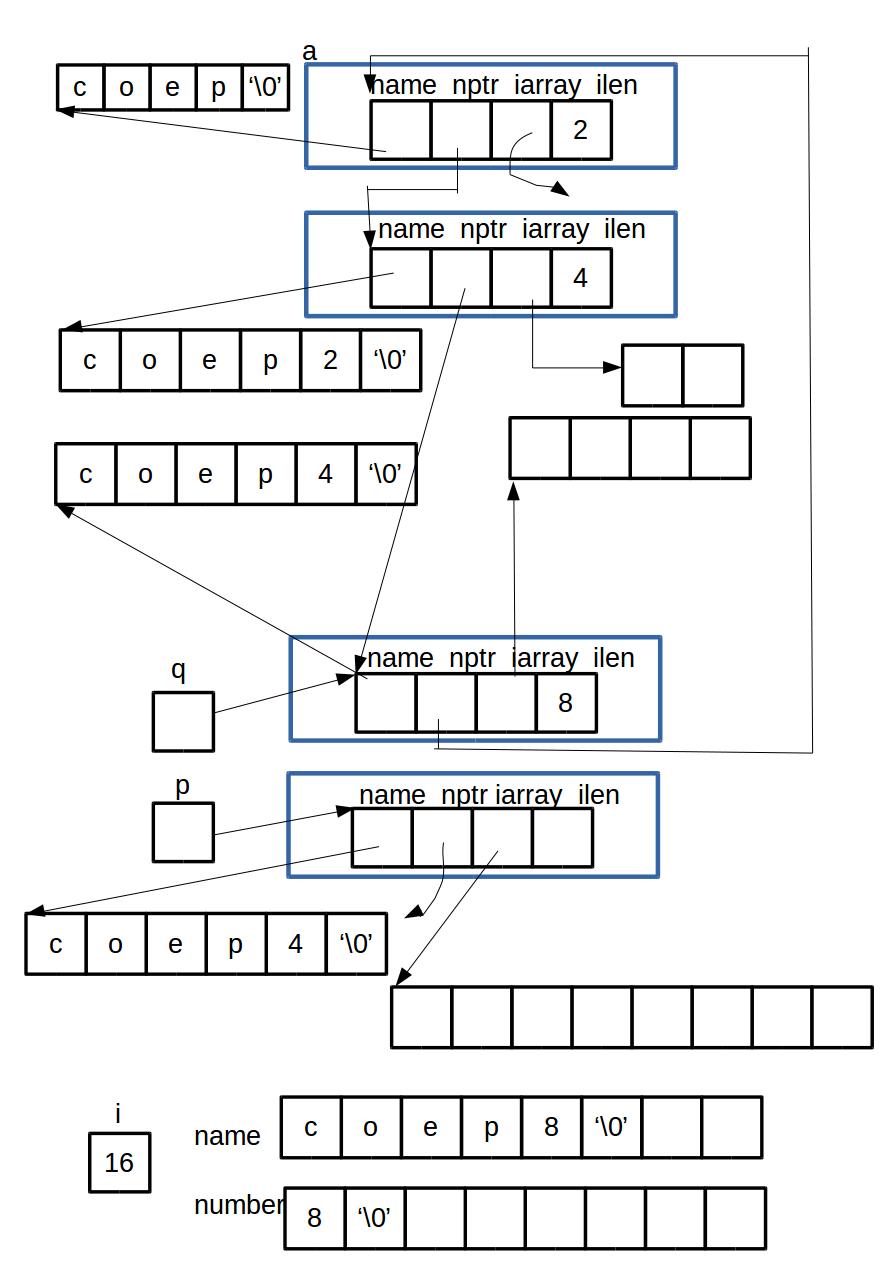 a
c o e p ‘\0’
name nptr iarray ilen
2
name nptr iarray ilen
4
c o e p 2 ‘\0’
c o e p 4 ‘\0’
q
name nptr iarray ilen
8
p
name nptr iarray ilen
c o e p 4 ‘\0’
i
16
name
c o e p 8 ‘\0’
number
8 ‘\0’